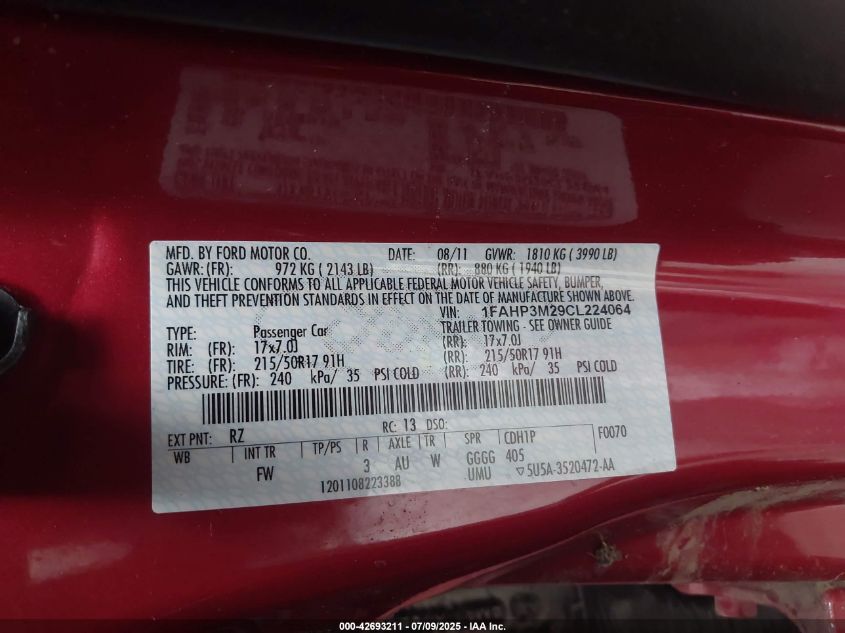 MFD. BY FORD MOTOR CO. DATE: 08/11 GVWR: 1810 KG ( 3990 LB)
GAWR: (FR): 972 KG ( 2143 LB) (RR): 880 KG ( 1940 LB)
THIS VEHICLE CONFORMS TO ALL APPLICABLE FEDERAL MOTOR VEHICLE SAFETY, BUMPER,
AND THEFT PREVENTION STANDARDS IN EFFECT ON THE DATE OF MANUFACTURE SHOWN ABOVE.
VIN: 1FAHP3M29CL224064
TYPE: Passenger Car TRAILER TOWING - SEE OWNER GUIDE
RIM: (FR): 17x7.0J (RR): 17x7.0J
TIRE: (FR): 215/50R17 91H (RR): 215/50R17 91H
PRESSURE: (FR): 240 kPa/ 35 PSI COLD (RR): 240 kPa/ 35 PSI COLD
EXT PNT: RZ RC: 13 DSO: F0070
WB INT TR TP/PS R AXLE TR SPR CDH1P
FW 3 AU W GGGG 405
1201108223388 UMU ▽5U5A-3520472-AA
000-42693211 - 07/09/2025 - IAA Inc.